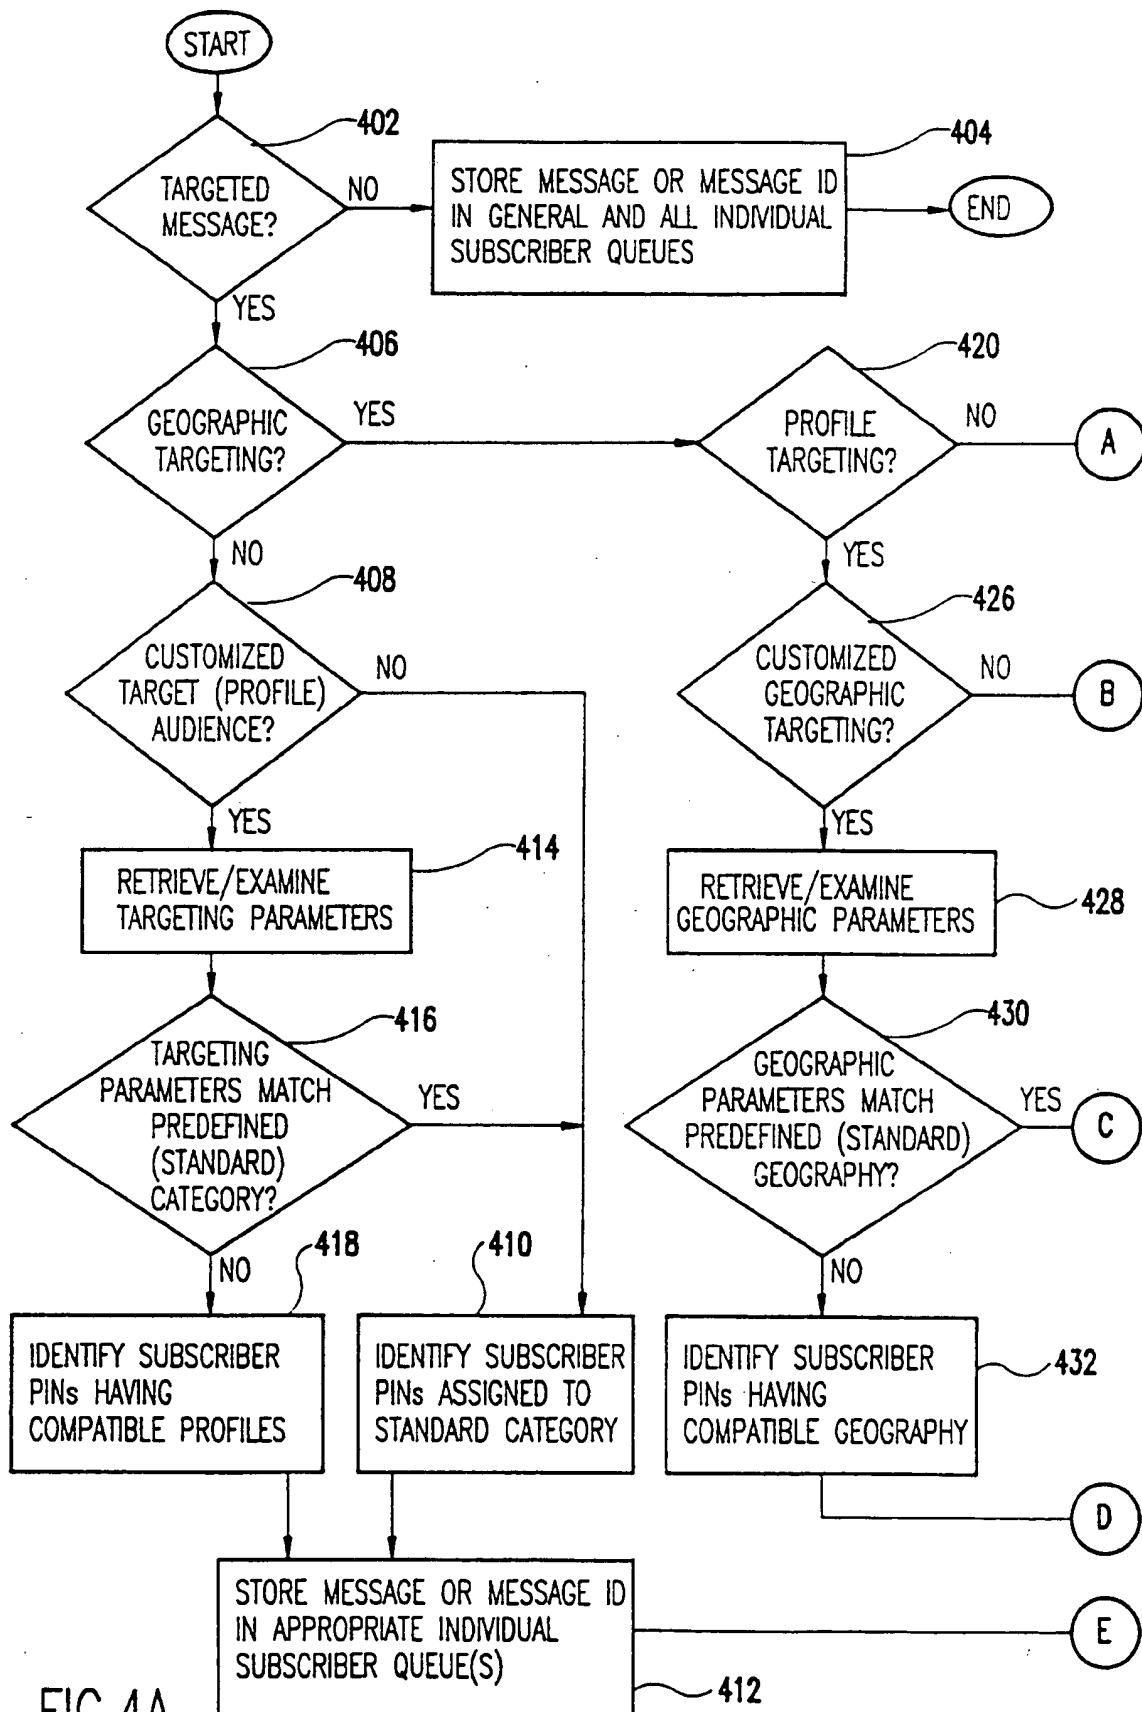 START
402
TARGETED
MESSAGE?
NO
404
STORE MESSAGE OR MESSAGE ID
IN GENERAL AND ALL INDIVIDUAL
SUBSCRIBER QUEUES
END
YES
406
GEOGRAPHIC
TARGETING?
YES
420
PROFILE
TARGETING?
NO
A
NO
YES
408
CUSTOMIZED
TARGET (PROFILE)
AUDIENCE?
NO
426
CUSTOMIZED
GEOGRAPHIC
TARGETING?
NO
B
YES
YES
414
RETRIEVE/EXAMINE
TARGETING PARAMETERS
RETRIEVE/EXAMINE
GEOGRAPHIC PARAMETERS
428
416
TARGETING
PARAMETERS MATCH
PREDEFINED
(STANDARD)
CATEGORY?
YES
430
GEOGRAPHIC
PARAMETERS MATCH
PREDEFINED (STANDARD)
GEOGRAPHY?
YES
C
NO
NO
418
IDENTIFY SUBSCRIBER
PINs HAVING
COMPATIBLE PROFILES
410
IDENTIFY SUBSCRIBER
PINs ASSIGNED TO
STANDARD CATEGORY
IDENTIFY SUBSCRIBER
PINs HAVING
COMPATIBLE GEOGRAPHY
432
D
STORE MESSAGE OR MESSAGE ID
IN APPROPRIATE INDIVIDUAL
SUBSCRIBER QUEUE(S)
E
412
FIG. 4A